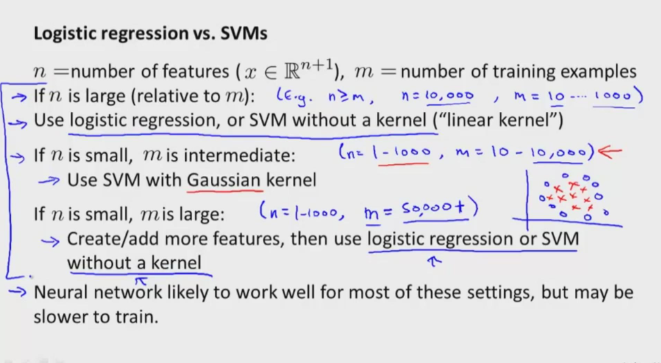 Logistic regression vs. SVMs
n =number of features ( x ∈ ℝⁿ⁺¹), m = number of training examples
→ If n is large (relative to m): (E.g. n ≥ m, n = 10,000 , m = 10 ... 1000)
→ Use logistic regression, or SVM without a kernel ("linear kernel")
→ If n is small, m is intermediate: (n = 1-1000 , m = 10 - 10,000) ←
→ Use SVM with Gaussian kernel
If n is small, m is large: (n = 1-1000, m = 50,000+)
→ Create/add more features, then use logistic regression or SVM
without a kernel
→ Neural network likely to work well for most of these settings, but may be
slower to train.